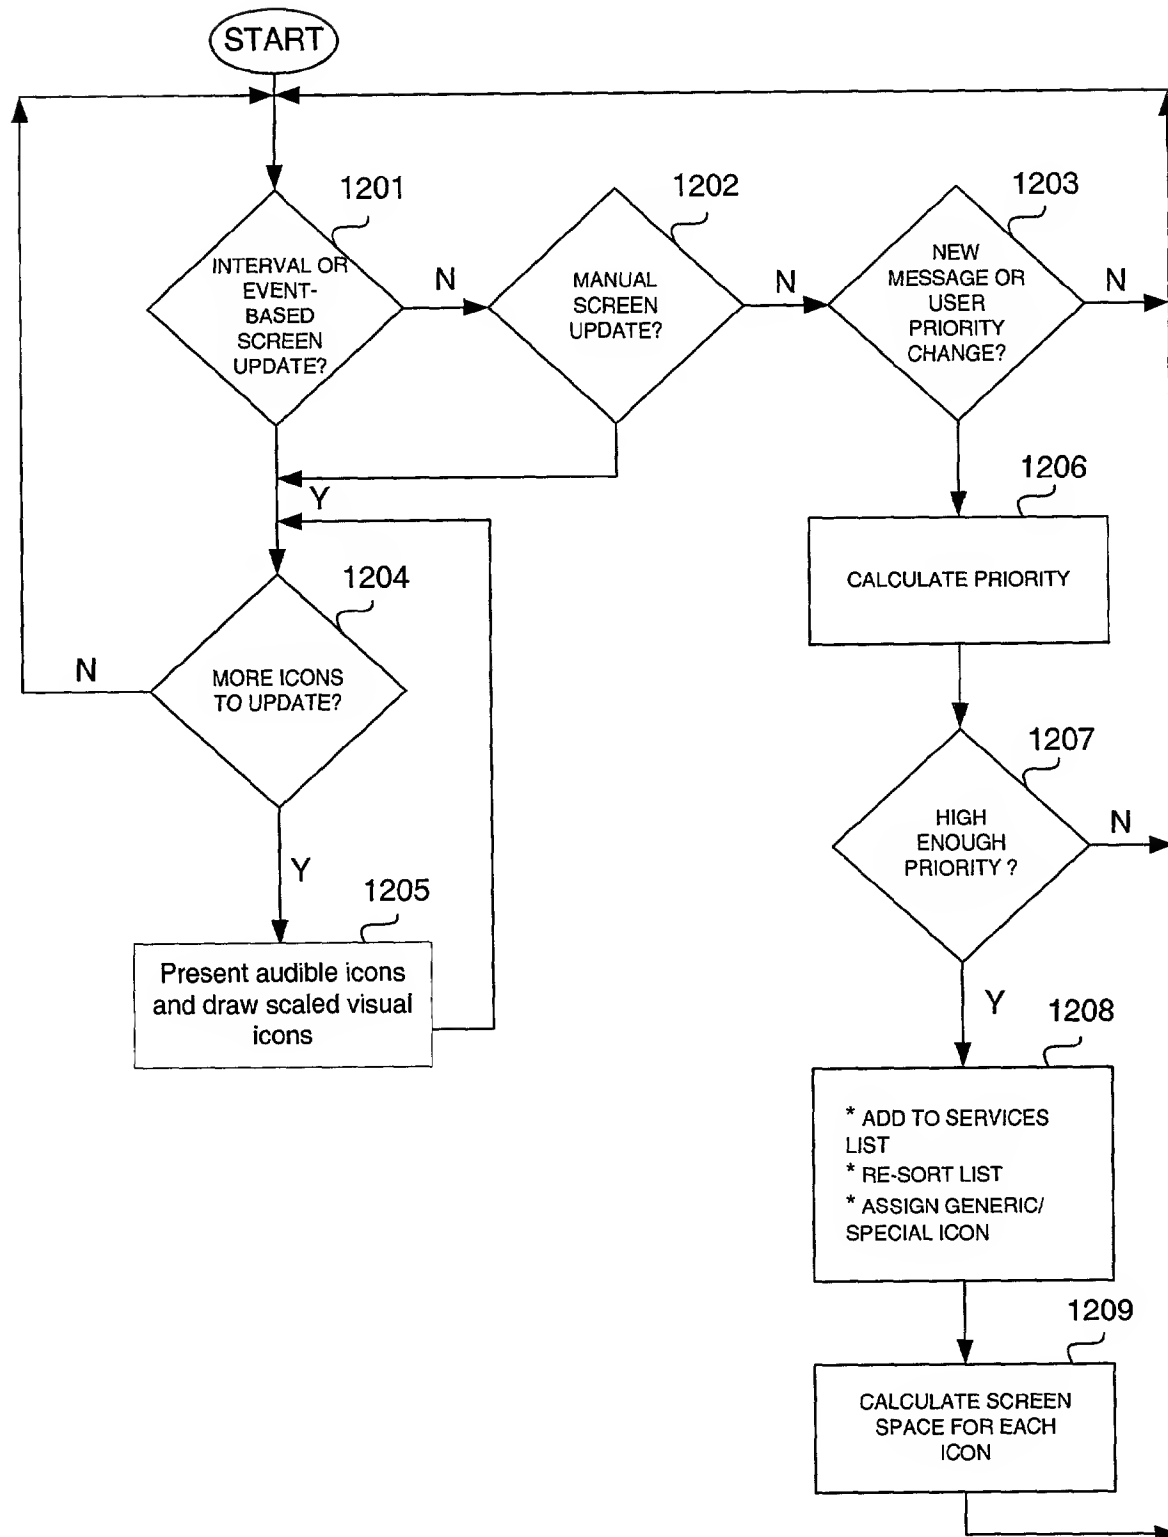 START
1201
INTERVAL OR
EVENT-
BASED
SCREEN
UPDATE?
N
1202
MANUAL
SCREEN
UPDATE?
N
1203
NEW
MESSAGE OR
USER
PRIORITY
CHANGE?
N
Y
1204
MORE ICONS
TO UPDATE?
N
Y
1205
Present audible icons
and draw scaled visual
icons
1206
CALCULATE PRIORITY
1207
HIGH
ENOUGH
PRIORITY ?
N
Y
1208
* ADD TO SERVICES
LIST
* RE-SORT LIST
* ASSIGN GENERIC/
SPECIAL ICON
1209
CALCULATE SCREEN
SPACE FOR EACH
ICON